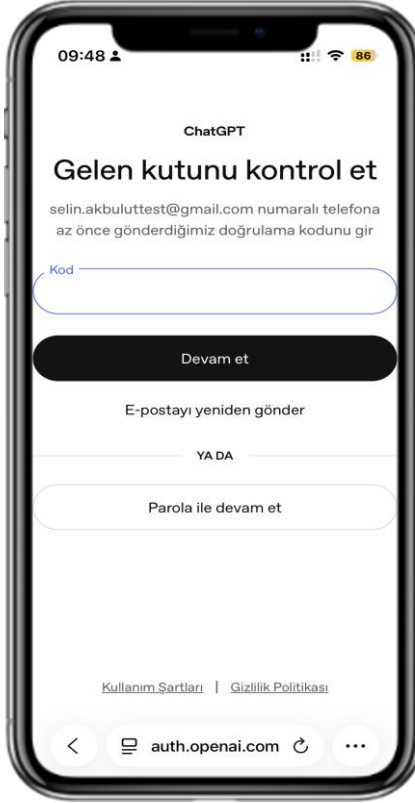 09:48
86
ChatGPT
Gelen kutunu kontrol et
selin.akbuluttest@gmail.com numaralı telefona
az önce gönderdiğimiz doğrulama kodunu gir
Kod
Devam et
E-postayı yeniden gönder
YA DA
Parola ile devam et
Kullanım Şartları | Gizlilik Politikası
auth.openai.com